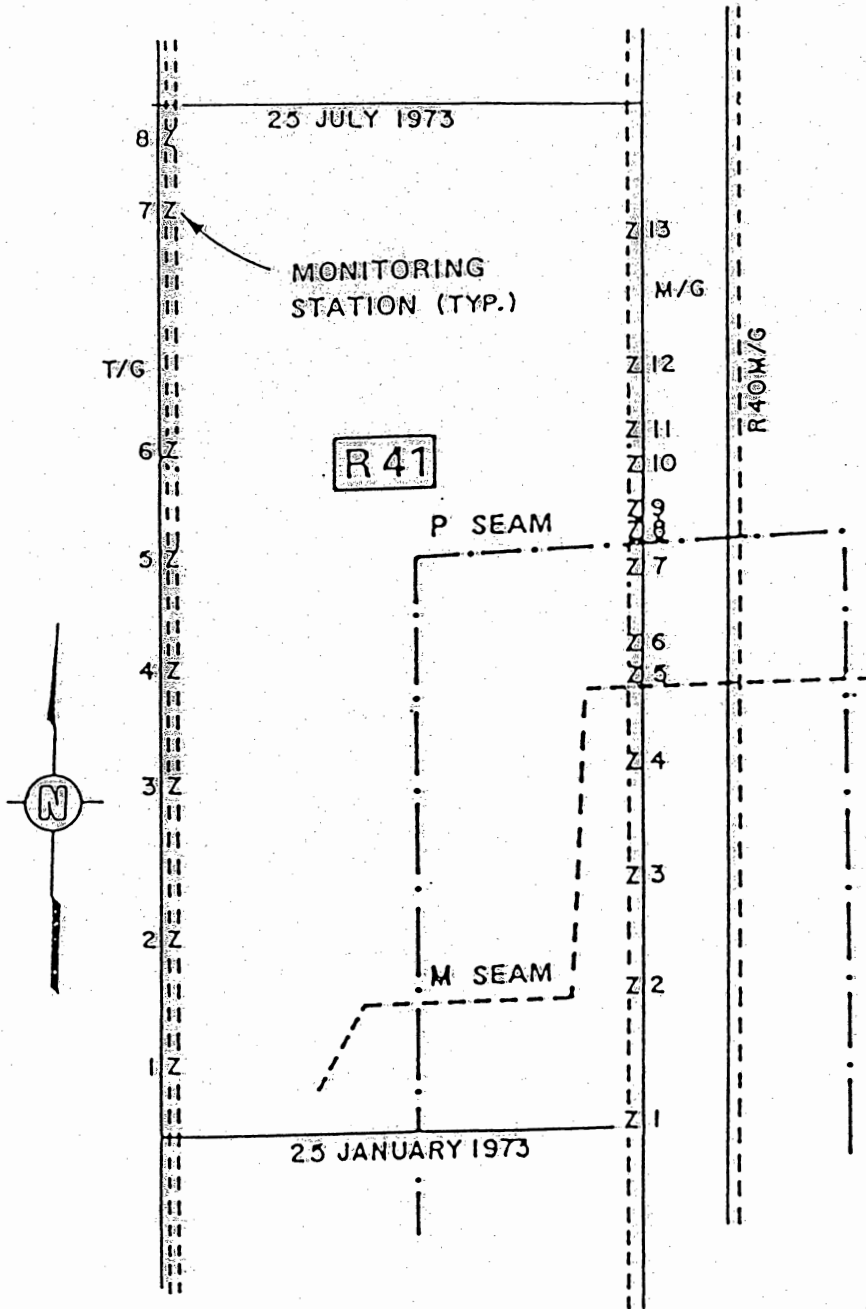 25 JULY 1973
8
7
13
MONITORING
STATION (TYP.)
M/G
T/G
12
R40M/G
11
6
10
R 41
9
P SEAM
8
5
7
6
4
5
4
3
N
3
2
M SEAM
2
1
1
25 JANUARY 1973